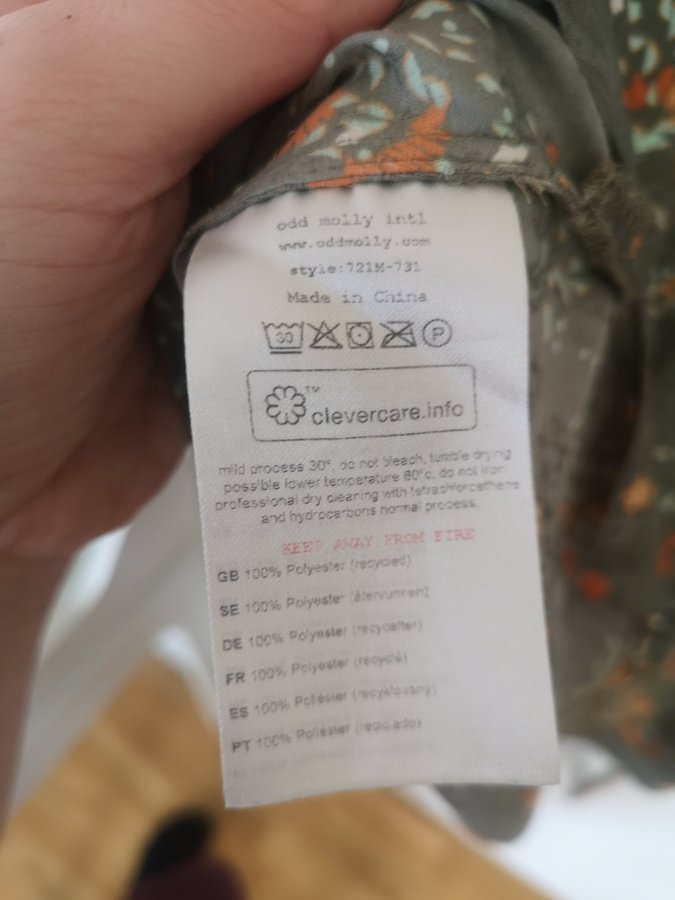 odd molly intl
www.oddmolly.com
style:721M-731
Made in China
30 P
clevercare.info™
mild process 30°, do not bleach, tumble drying
possible lower temperature 60°c, do not iron
professional dry cleaning with tetrachloroethene
and hydrocarbons normal process.
KEEP AWAY FROM FIRE
GB 100% Polyester (recycled)
SE 100% Polyester (återvunnen)
DE 100% Polyester (recycelter)
FR 100% Polyester (recyclé)
ES 100% Poliéster
PT 100% Poliéster (reciclado)